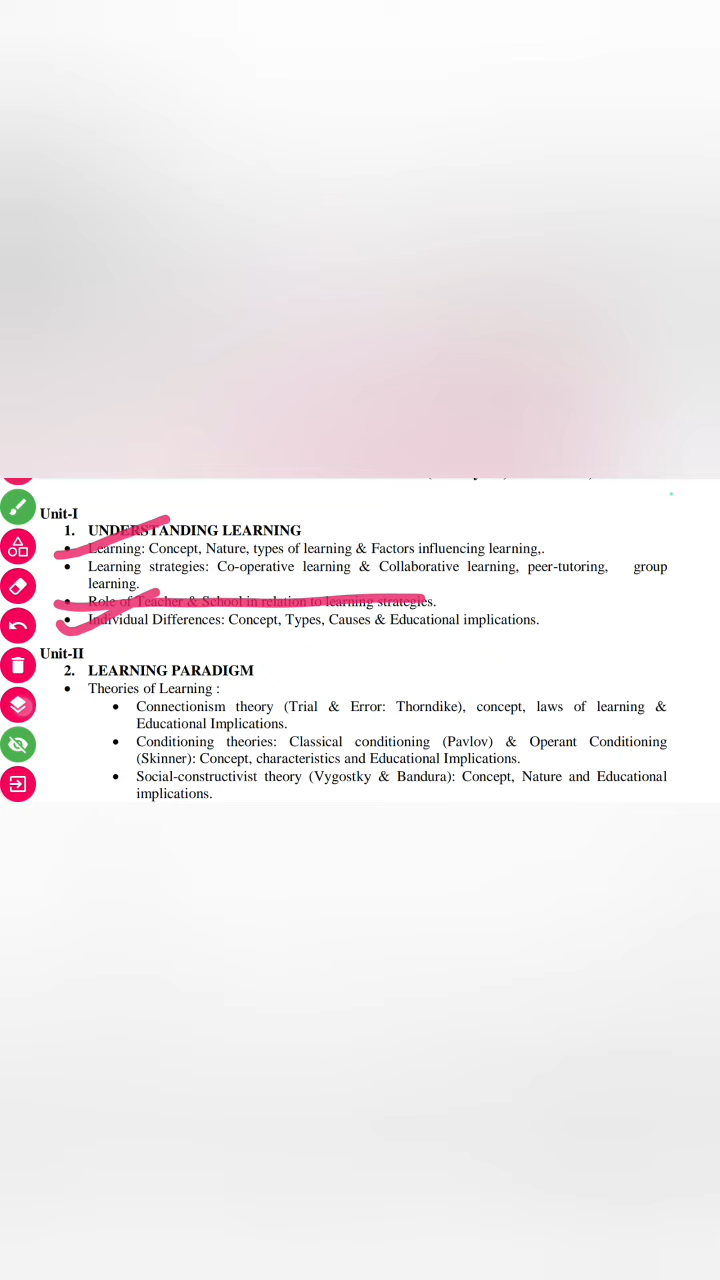 Unit-I
1. UNDERSTANDING LEARNING
• Learning: Concept, Nature, types of learning & Factors influencing learning,.
• Learning strategies: Co-operative learning & Collaborative learning, peer-tutoring, group
learning.
• Role of Teacher & School in relation to learning strategies.
• Individual Differences: Concept, Types, Causes & Educational implications.
Unit-II
2. LEARNING PARADIGM
• Theories of Learning :
• Connectionism theory (Trial & Error: Thorndike), concept, laws of learning &
Educational Implications.
• Conditioning theories: Classical conditioning (Pavlov) & Operant Conditioning
(Skinner): Concept, characteristics and Educational Implications.
• Social-constructivist theory (Vygostky & Bandura): Concept, Nature and Educational
implications.